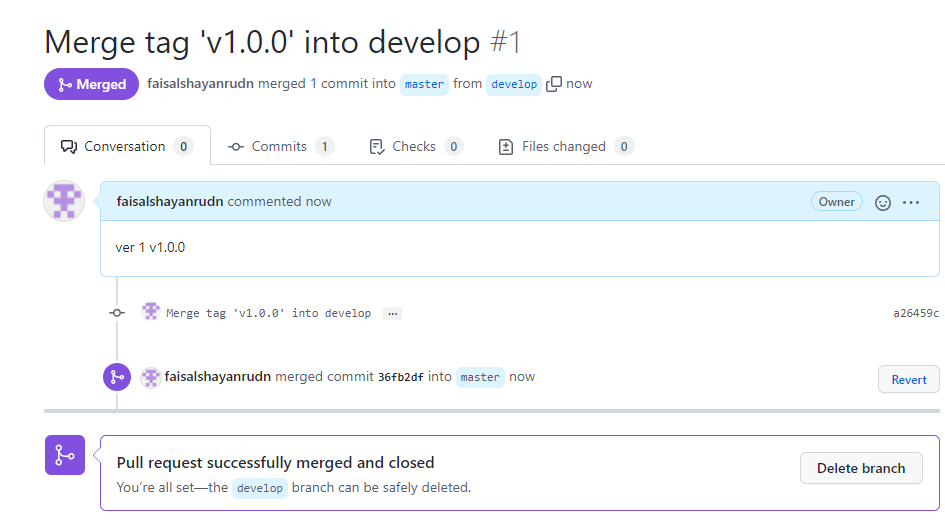 Merge tag 'v1.0.0' into develop #1
Merged faisalshayanrudn merged 1 commit into master from develop now
Conversation 0 Commits 1 Checks 0 Files changed 0
faisalshayanrudn commented now Owner ...
ver 1 v1.0.0
Merge tag 'v1.0.0' into develop ... a26459c
faisalshayanrudn merged commit 36fb2df into master now Revert
Pull request successfully merged and closed
You're all set—the develop branch can be safely deleted.
Delete branch